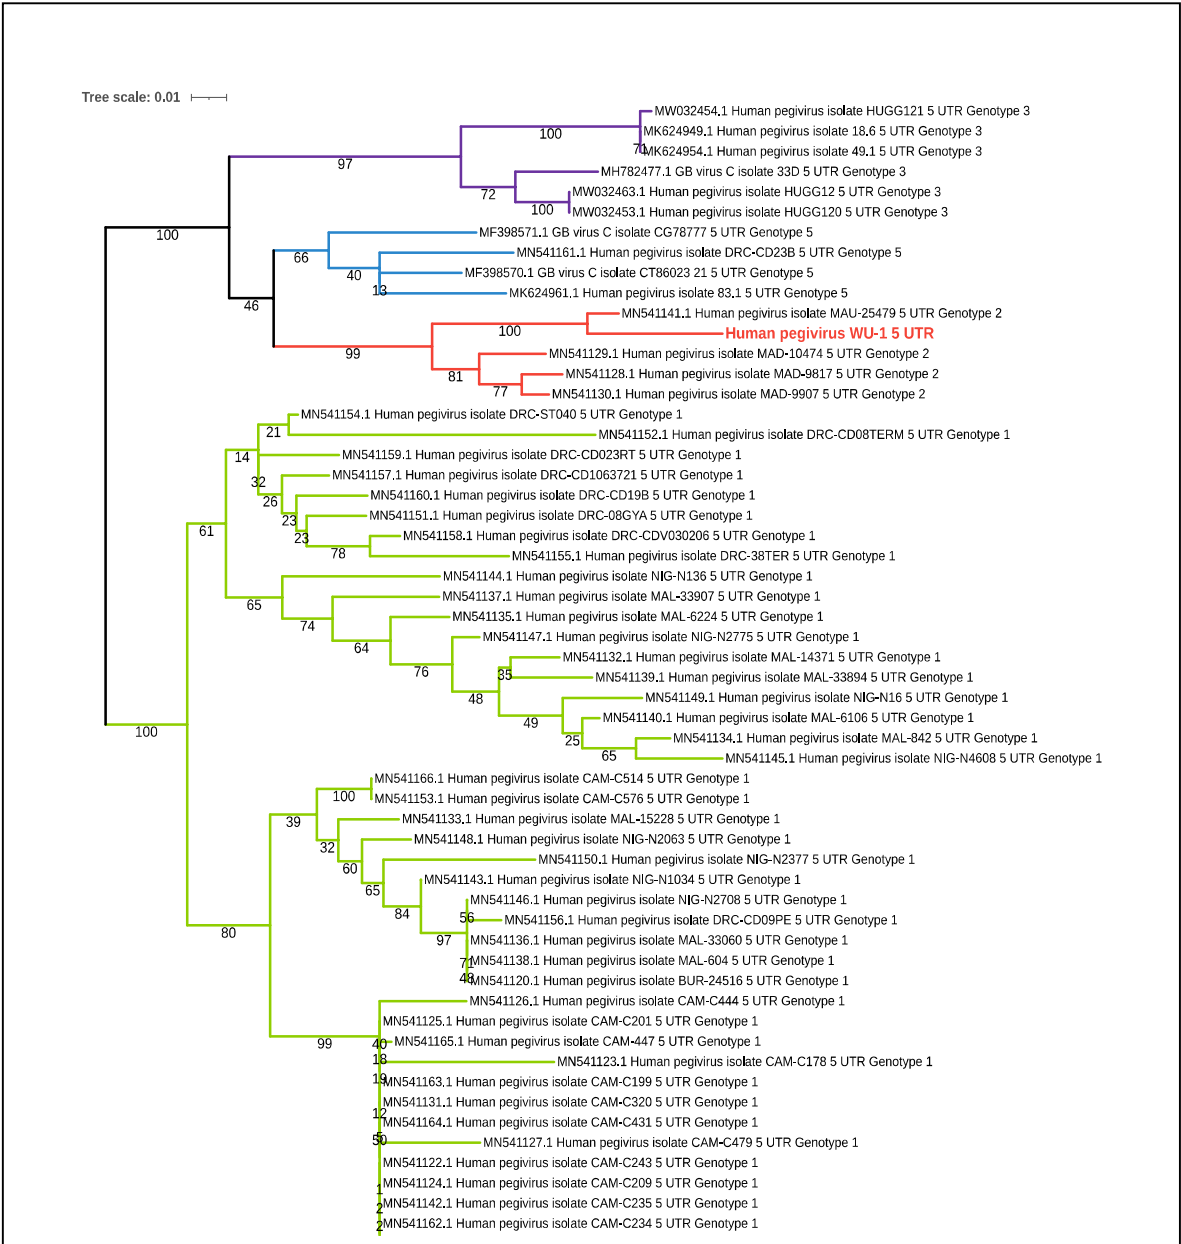 Tree scale: 0.01
MW032454.1 Human pegivirus isolate HUGG121 5 UTR Genotype 3
100
MK624949.1 Human pegivirus isolate 18.6 5 UTR Genotype 3
71
MK624954.1 Human pegivirus isolate 49.1 5 UTR Genotype 3
97
MH782477.1 GB virus C isolate 33D 5 UTR Genotype 3
72
MW032463.1 Human pegivirus isolate HUGG12 5 UTR Genotype 3
100
MW032453.1 Human pegivirus isolate HUGG120 5 UTR Genotype 3
100
MF398571.1 GB virus C isolate CG78777 5 UTR Genotype 5
66
MN541161.1 Human pegivirus isolate DRC-CD23B 5 UTR Genotype 5
40
MF398570.1 GB virus C isolate CT86023 21 5 UTR Genotype 5
13
MK624961.1 Human pegivirus isolate 83.1 5 UTR Genotype 5
46
MN541141.1 Human pegivirus isolate MAU-25479 5 UTR Genotype 2
100
Human pegivirus WU-1 5 UTR
99
MN541129.1 Human pegivirus isolate MAD-10474 5 UTR Genotype 2
81
MN541128.1 Human pegivirus isolate MAD-9817 5 UTR Genotype 2
77
MN541130.1 Human pegivirus isolate MAD-9907 5 UTR Genotype 2
MN541154.1 Human pegivirus isolate DRC-ST040 5 UTR Genotype 1
21
MN541152.1 Human pegivirus isolate DRC-CD08TERM 5 UTR Genotype 1
14
MN541159.1 Human pegivirus isolate DRC-CD023RT 5 UTR Genotype 1
32
MN541157.1 Human pegivirus isolate DRC-CD1063721 5 UTR Genotype 1
26
MN541160.1 Human pegivirus isolate DRC-CD19B 5 UTR Genotype 1
23
MN541151.1 Human pegivirus isolate DRC-08GYA 5 UTR Genotype 1
23
61
MN541158.1 Human pegivirus isolate DRC-CDV030206 5 UTR Genotype 1
78
MN541155.1 Human pegivirus isolate DRC-38TER 5 UTR Genotype 1
MN541144.1 Human pegivirus isolate NIG-N136 5 UTR Genotype 1
65
MN541137.1 Human pegivirus isolate MAL-33907 5 UTR Genotype 1
74
MN541135.1 Human pegivirus isolate MAL-6224 5 UTR Genotype 1
64
MN541147.1 Human pegivirus isolate NIG-N2775 5 UTR Genotype 1
76
MN541132.1 Human pegivirus isolate MAL-14371 5 UTR Genotype 1
35
MN541139.1 Human pegivirus isolate MAL-33894 5 UTR Genotype 1
48
MN541149.1 Human pegivirus isolate NIG-N16 5 UTR Genotype 1
49
MN541140.1 Human pegivirus isolate MAL-6106 5 UTR Genotype 1
25
100
MN541134.1 Human pegivirus isolate MAL-842 5 UTR Genotype 1
65
MN541145.1 Human pegivirus isolate NIG-N4608 5 UTR Genotype 1
MN541166.1 Human pegivirus isolate CAM-C514 5 UTR Genotype 1
100
MN541153.1 Human pegivirus isolate CAM-C576 5 UTR Genotype 1
39
MN541133.1 Human pegivirus isolate MAL-15228 5 UTR Genotype 1
32
MN541148.1 Human pegivirus isolate NIG-N2063 5 UTR Genotype 1
60
MN541150.1 Human pegivirus isolate NIG-N2377 5 UTR Genotype 1
65
MN541143.1 Human pegivirus isolate NIG-N1034 5 UTR Genotype 1
84
MN541146.1 Human pegivirus isolate NIG-N2708 5 UTR Genotype 1
56
MN541156.1 Human pegivirus isolate DRC-CD09PE 5 UTR Genotype 1
80
97
MN541136.1 Human pegivirus isolate MAL-33060 5 UTR Genotype 1
71
MN541138.1 Human pegivirus isolate MAL-604 5 UTR Genotype 1
48
MN541120.1 Human pegivirus isolate BUR-24516 5 UTR Genotype 1
MN541126.1 Human pegivirus isolate CAM-C444 5 UTR Genotype 1
MN541125.1 Human pegivirus isolate CAM-C201 5 UTR Genotype 1
99
40
MN541165.1 Human pegivirus isolate CAM-447 5 UTR Genotype 1
18
MN541123.1 Human pegivirus isolate CAM-C178 5 UTR Genotype 1
19
MN541163.1 Human pegivirus isolate CAM-C199 5 UTR Genotype 1
MN541131.1 Human pegivirus isolate CAM-C320 5 UTR Genotype 1
12
MN541164.1 Human pegivirus isolate CAM-C431 5 UTR Genotype 1
50
MN541127.1 Human pegivirus isolate CAM-C479 5 UTR Genotype 1
MN541122.1 Human pegivirus isolate CAM-C243 5 UTR Genotype 1
1
MN541124.1 Human pegivirus isolate CAM-C209 5 UTR Genotype 1
2
MN541142.1 Human pegivirus isolate CAM-C235 5 UTR Genotype 1
2
MN541162.1 Human pegivirus isolate CAM-C234 5 UTR Genotype 1